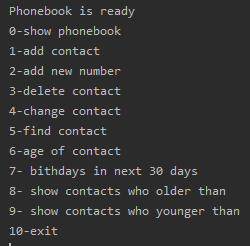 Phonebook is ready
0-show phonebook
1-add contact
2-add new number
3-delete contact
4-change contact
5-find contact
6-age of contact
7- bithdays in next 30 days
8- show contacts who older than
9- show contacts who younger than
10-exit